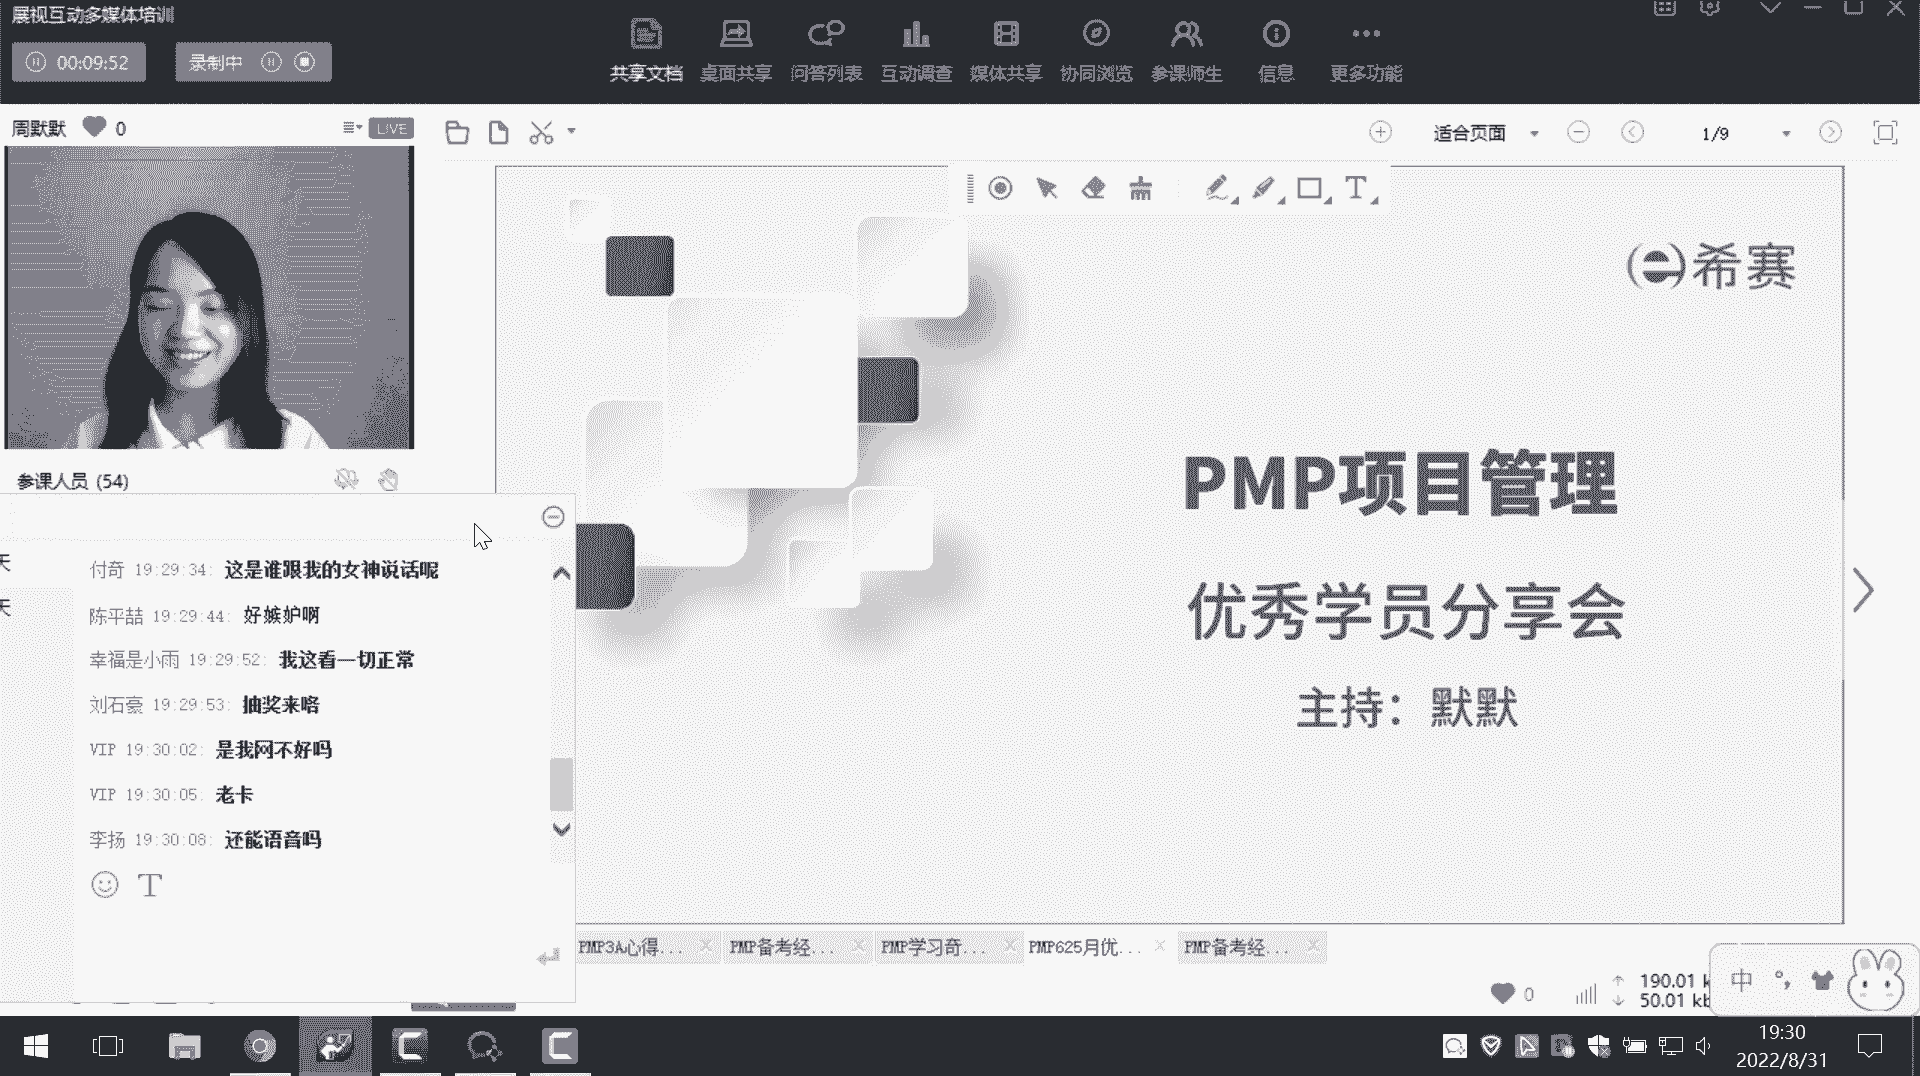 展视互动多媒体培训
00:09:52
录制中
共享文档 桌面共享 问答列表 互动调查 媒体共享 协同浏览 参课师生 信息 更多功能
周默默 0
LIVE
适合页面
1/9
希赛
PMP项目管理
优秀学员分享会
主持：默默
参课人员 (54)
天
天
付奇 19:29:34: 这是谁跟我的女神说话呢
陈平喆 19:29:44: 好嫉妒啊
幸福是小雨 19:29:52: 我这看一切正常
刘石豪 19:29:53: 抽奖来咯
VIP 19:30:02: 是我网不好吗
VIP 19:30:05: 老卡
李扬 19:30:08: 还能语音吗
PMP3A心得... PMP备考经... PMP学习奇... PMP625月优... PMP备考经...
0
190.01 k
50.01 kb
中
19:30
2022/8/31